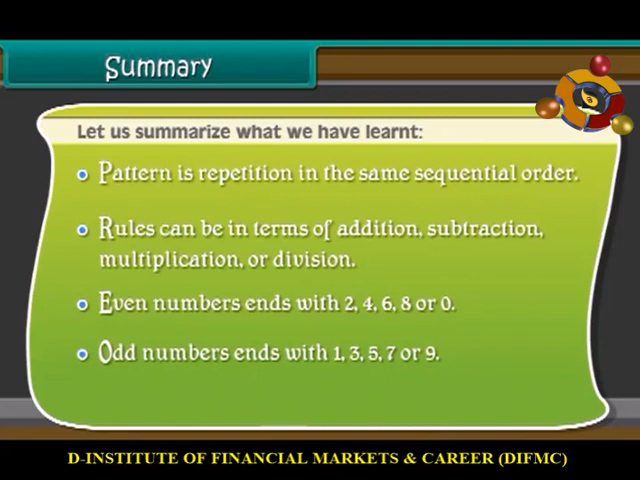 Summary
Let us summarize what we have learnt:
Pattern is repetition in the same sequential order.
Rules can be in terms of addition, subtraction,
multiplication, or division.
Even numbers ends with 2, 4, 6, 8 or 0.
Odd numbers ends with 1, 3, 5, 7 or 9.
D-INSTITUTE OF FINANCIAL MARKETS & CAREER (DIFMC)